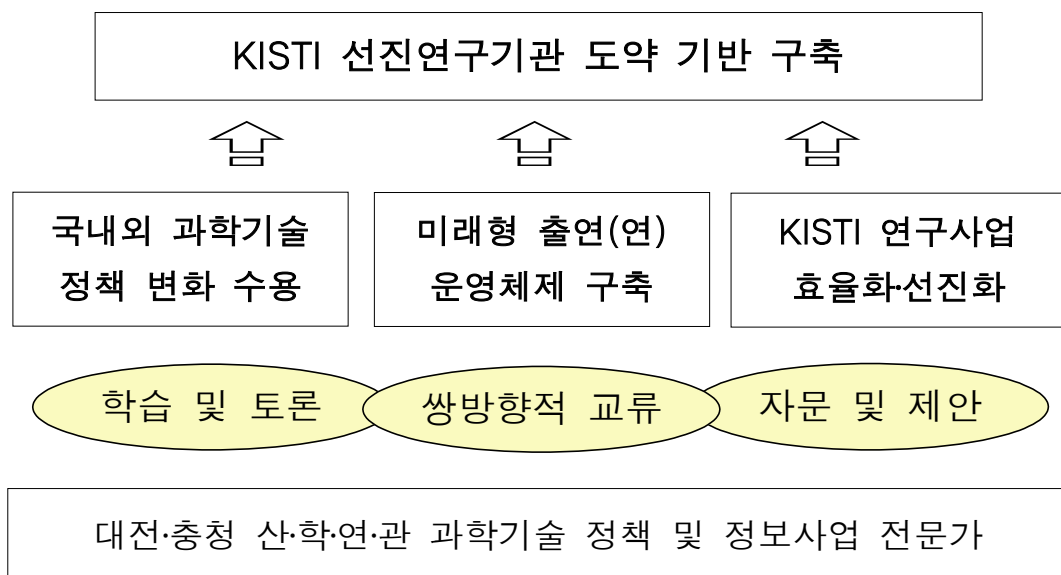 KISTI 선진연구기관 도약 기반 구축
국내외 과학기술
정책 변화 수용
미래형 출연(연)
운영체제 구축
KISTI 연구사업
효율화·선진화
학습 및 토론
쌍방향적 교류
자문 및 제안
대전·충청 산·학·연·관 과학기술 정책 및 정보사업 전문가